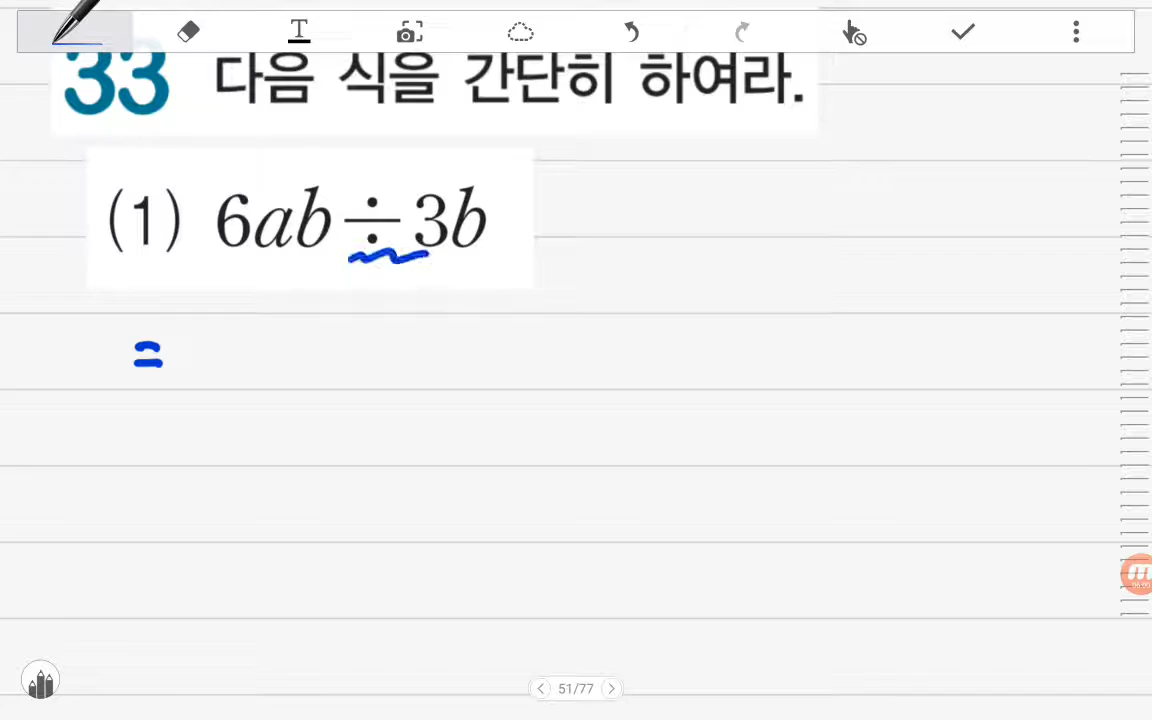 T
33 다음 식을 간단히 하여라.
(1) 6ab÷3b
=
51/77